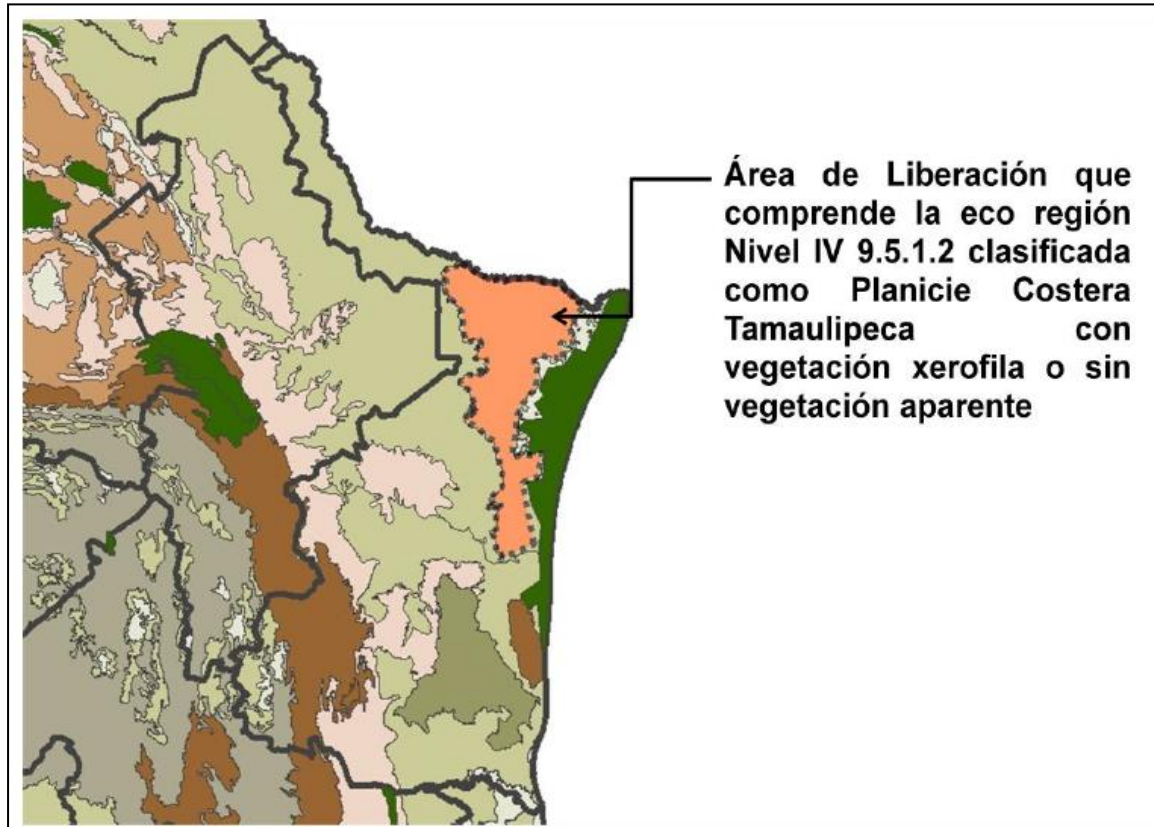 Área de Liberación que
comprende la eco región
Nivel IV 9.5.1.2 clasificada
como Planicie Costera
Tamaulipeca con
vegetación xerofila o sin
vegetación aparente